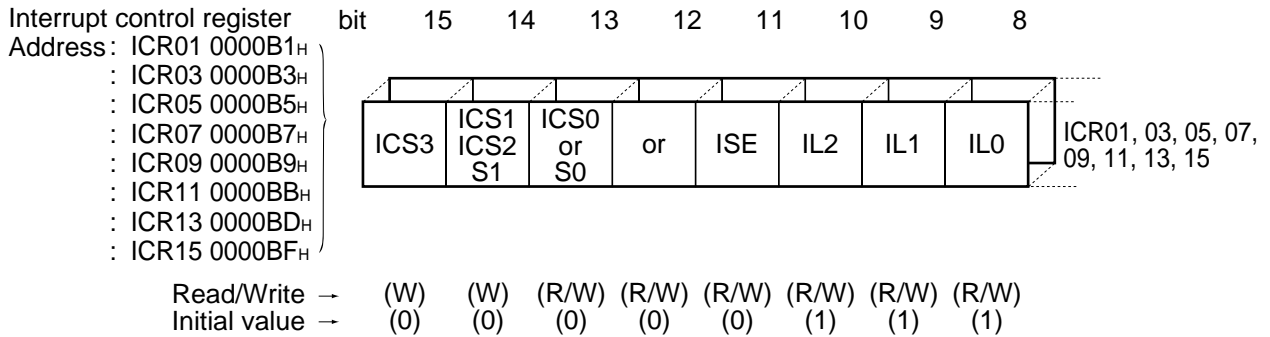 Interrupt control register bit 15 14 13 12 11 10 9 8
Address : ICR01 0000B1H
: ICR03 0000B3H
: ICR05 0000B5H
: ICR07 0000B7H
: ICR09 0000B9H
: ICR11 0000BBH
: ICR13 0000BDH
: ICR15 0000BFH
ICS3
ICS1
ICS2
S1
ICS0
or
S0
or
ISE
IL2
IL1
IL0
ICR01, 03, 05, 07,
09, 11, 13, 15
Read/Write → (W) (W) (R/W) (R/W) (R/W) (R/W) (R/W) (R/W)
Initial value → (0) (0) (0) (0) (0) (1) (1) (1)